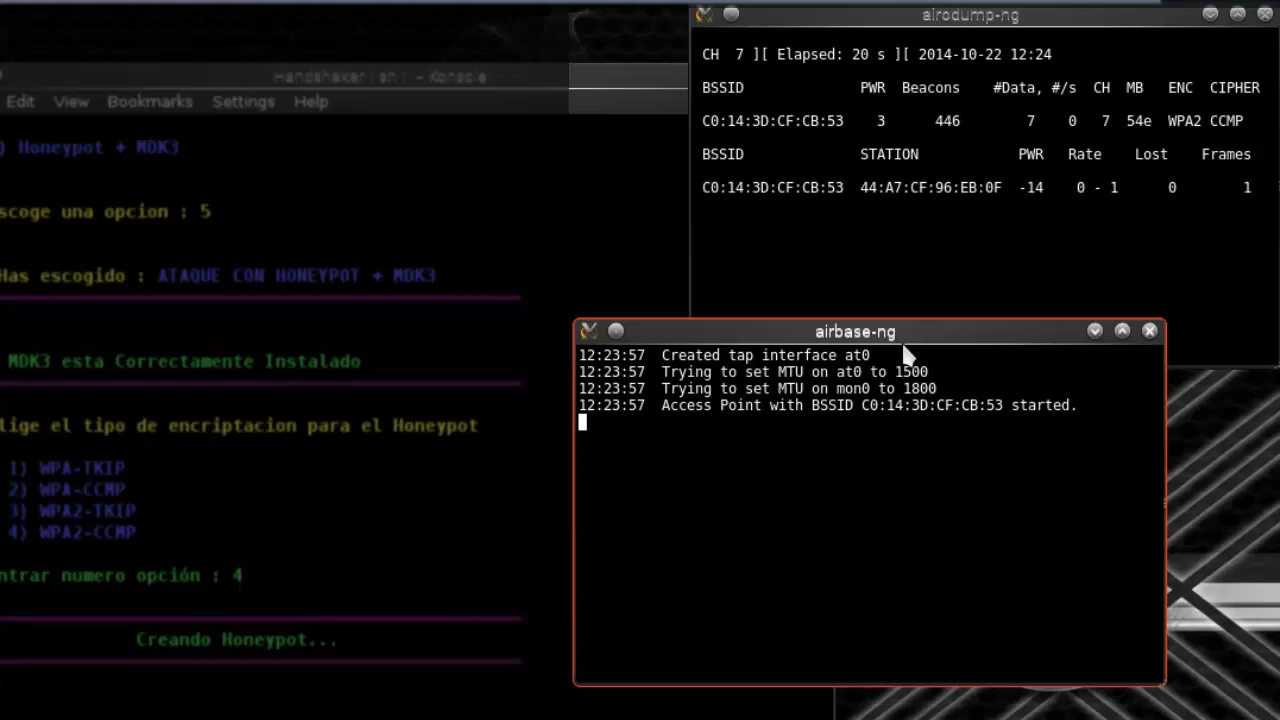 Handshaker : sh : - Konsole
Edit View Bookmarks Settings Help
) Honeypot + MDK3
scoge una opcion : 5
Has escogido : ATAQUE CON HONEYPOT + MDK3
MDK3 esta Correctamente Instalado
lige el tipo de encriptacion para el Honeypot
1) WPA-TKIP
2) WPA-CCMP
3) WPA2-TKIP
4) WPA2-CCMP
ntrar numero opción : 4
Creando Honeypot...
airodump-ng
CH 7 ][ Elapsed: 20 s ][ 2014-10-22 12:24
BSSID PWR Beacons #Data, #/s CH MB ENC CIPHER
C0:14:3D:CF:CB:53 3 446 7 0 7 54e WPA2 CCMP
BSSID STATION PWR Rate Lost Frames
C0:14:3D:CF:CB:53 44:A7:CF:96:EB:0F -14 0 - 1 0 1
airbase-ng
12:23:57 Created tap interface at0
12:23:57 Trying to set MTU on at0 to 1500
12:23:57 Trying to set MTU on mon0 to 1800
12:23:57 Access Point with BSSID C0:14:3D:CF:CB:53 started.